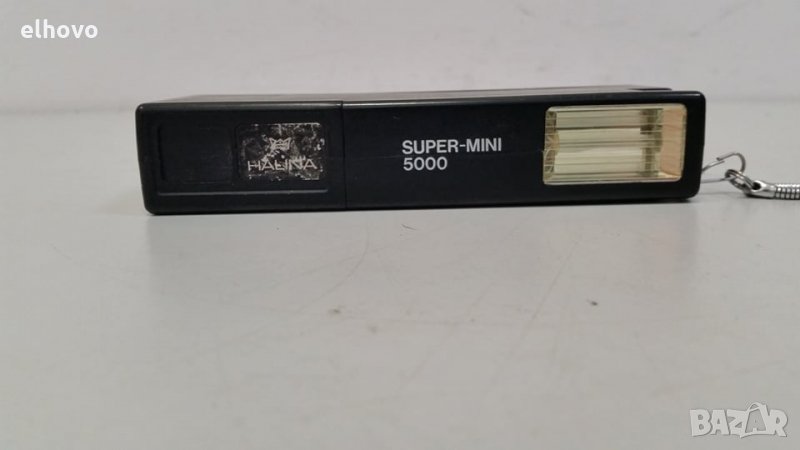 elhovo
HALINA
SUPER-MINI
5000
BAZAR